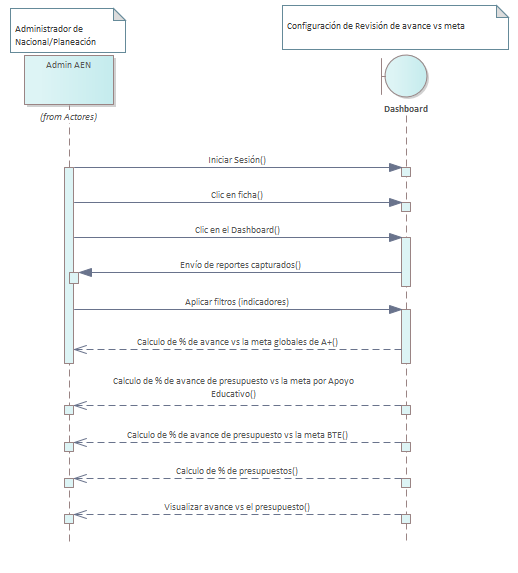 Administrador de
Nacional/Planeación
Configuración de Revisión de avance vs meta
Admin AEN
(from Actores)
Dashboard
Iniciar Sesión()
Clic en ficha()
Clic en el Dashboard()
Envío de reportes capturados()
Aplicar filtros (indicadores)
Calculo de % de avance vs la meta globales de A+()
Calculo de % de avance de presupuesto vs la meta por Apoyo
Educativo()
Calculo de % de avance de presupuesto vs la meta BTE()
Calculo de % de presupuestos()
Visualizar avance vs el presupuesto()